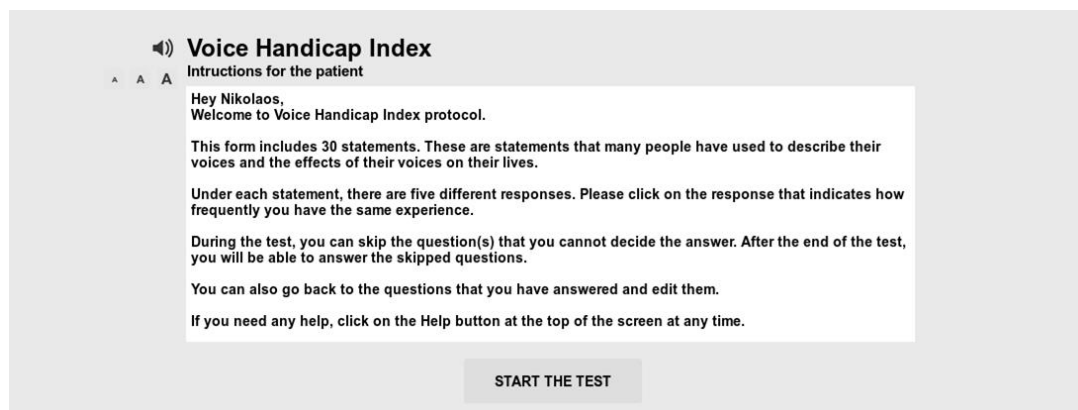 Voice Handicap Index
Intructions for the patient
A A A
Hey Nikolaos,
Welcome to Voice Handicap Index protocol.
This form includes 30 statements. These are statements that many people have used to describe their
voices and the effects of their voices on their lives.
Under each statement, there are five different responses. Please click on the response that indicates how
frequently you have the same experience.
During the test, you can skip the question(s) that you cannot decide the answer. After the end of the test,
you will be able to answer the skipped questions.
You can also go back to the questions that you have answered and edit them.
If you need any help, click on the Help button at the top of the screen at any time.
START THE TEST